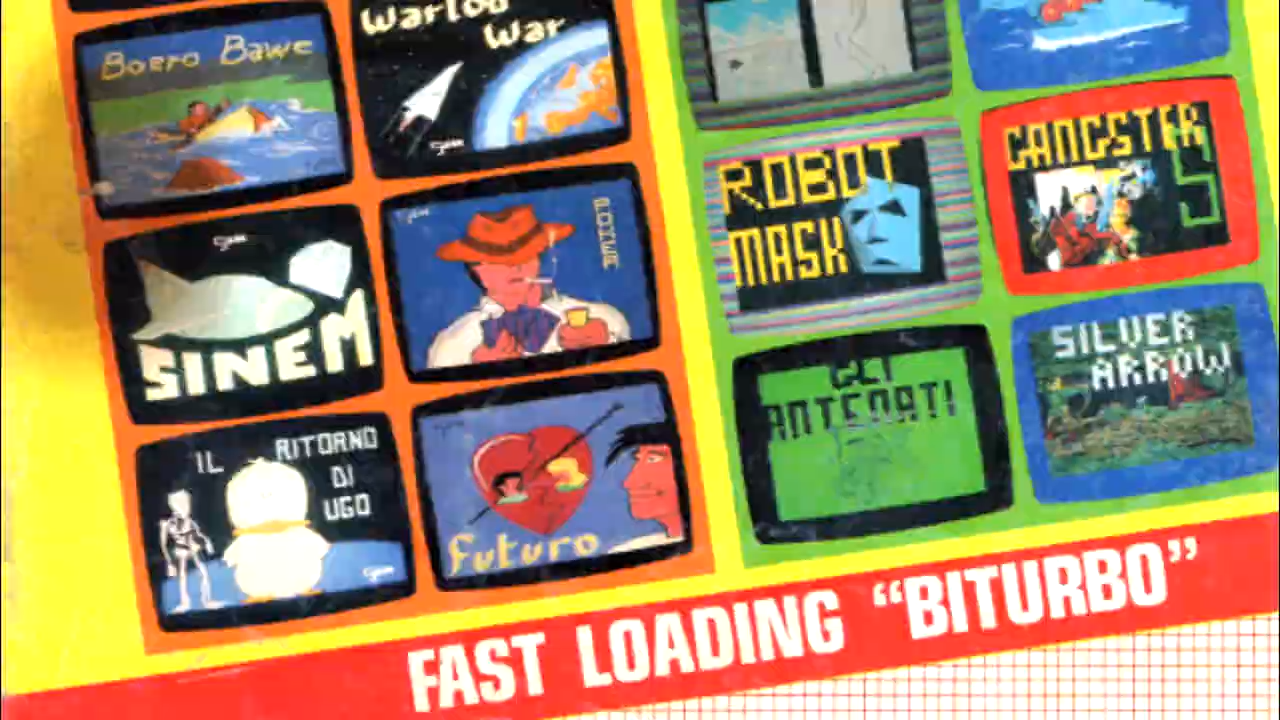 Boero Bawe
Warloo
War
SINEM
IL RITORNO
DI
UGO
futuro
ROBOT
MASK
GANGSTER
S
GLI
ANTENATI
SILVER
ARROW
FAST LOADING “BITURBO”